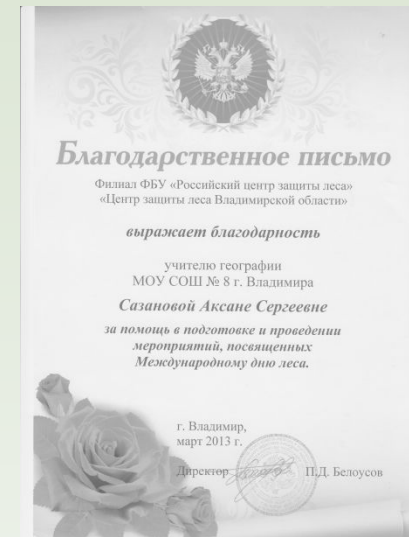 Благодарственное письмо
Филиал ФБУ «Российский центр защиты леса»
«Центр защиты леса Владимирской области»
выражает благодарность
учителю географии
МОУ СОШ № 8 г. Владимира
Сазановой Аксане Сергеевне
за помощь в подготовке и проведении
мероприятий, посвященных
Международному дню леса.
г. Владимир,
март 2013 г.
Директор П.Д. Белоусов